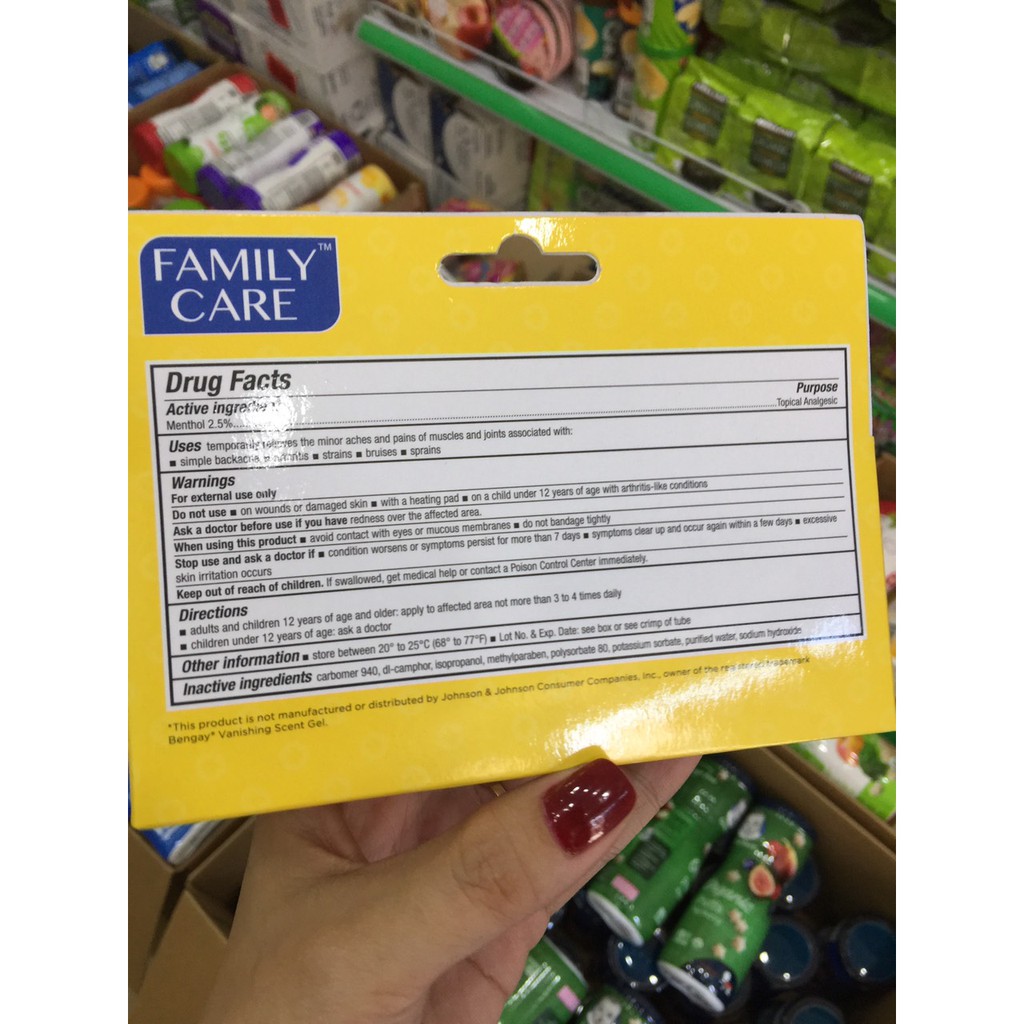 FAMILY™
CARE
Drug Facts
Active ingredient
Purpose
Menthol 2.5%..........Topical Analgesic
Uses temporarily relieves the minor aches and pains of muscles and joints associated with:
■ simple backache ■ arthritis ■ strains ■ bruises ■ sprains
Warnings
For external use only
Do not use ■ on wounds or damaged skin ■ with a heating pad ■ on a child under 12 years of age with arthritis-like conditions
Ask a doctor before use if you have redness over the affected area.
When using this product ■ avoid contact with eyes or mucous membranes ■ do not bandage tightly
Stop use and ask a doctor if ■ condition worsens or symptoms persist for more than 7 days ■ symptoms clear up and occur again within a few days ■ excessive
skin irritation occurs
Keep out of reach of children. If swallowed, get medical help or contact a Poison Control Center immediately.
Directions
■ adults and children 12 years of age and older: apply to affected area not more than 3 to 4 times daily
■ children under 12 years of age: ask a doctor
Other information ■ store between 20° to 25°C (68° to 77°F) ■ Lot No. & Exp. Date: see box or see crimp of tube
Inactive ingredients carbomer 940, dl-camphor, isopropanol, methylparaben, polysorbate 80, potassium sorbate, purified water, sodium hydroxide
*This product is not manufactured or distributed by Johnson & Johnson Consumer Companies, Inc., owner of the registered trademark
Bengay® Vanishing Scent Gel.